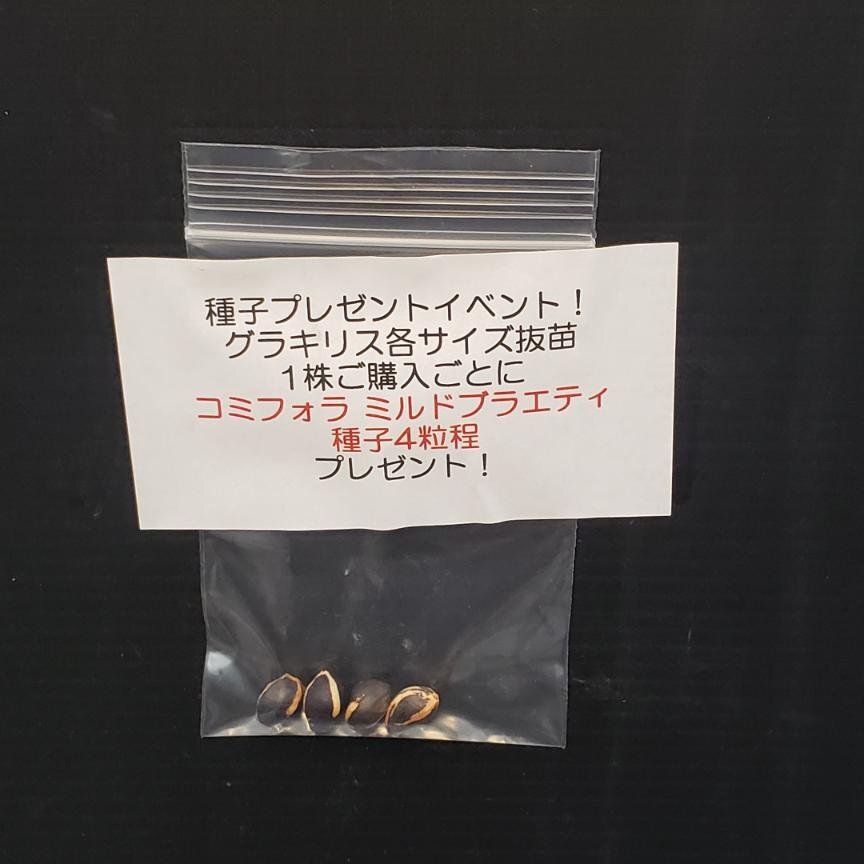 種子プレゼントイベント！
グラキリス各サイズ抜苗
1株ご購入ごとに
コミフォラ ミルドブラエティ
種子4粒程
プレゼント！